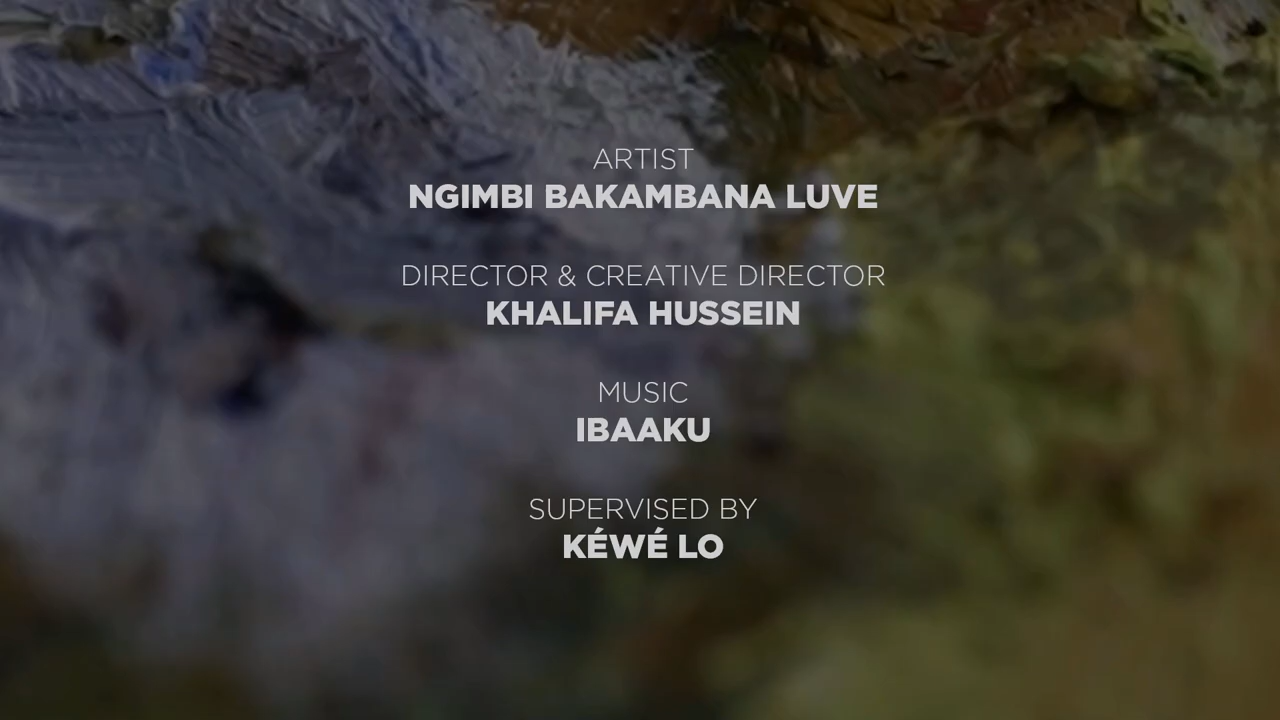 ARTIST
NGIMBI BAKAMBANA LUVE
DIRECTOR & CREATIVE DIRECTOR
KHALIFA HUSSEIN
MUSIC
IBAAKU
SUPERVISED BY
KÉWÉ LO